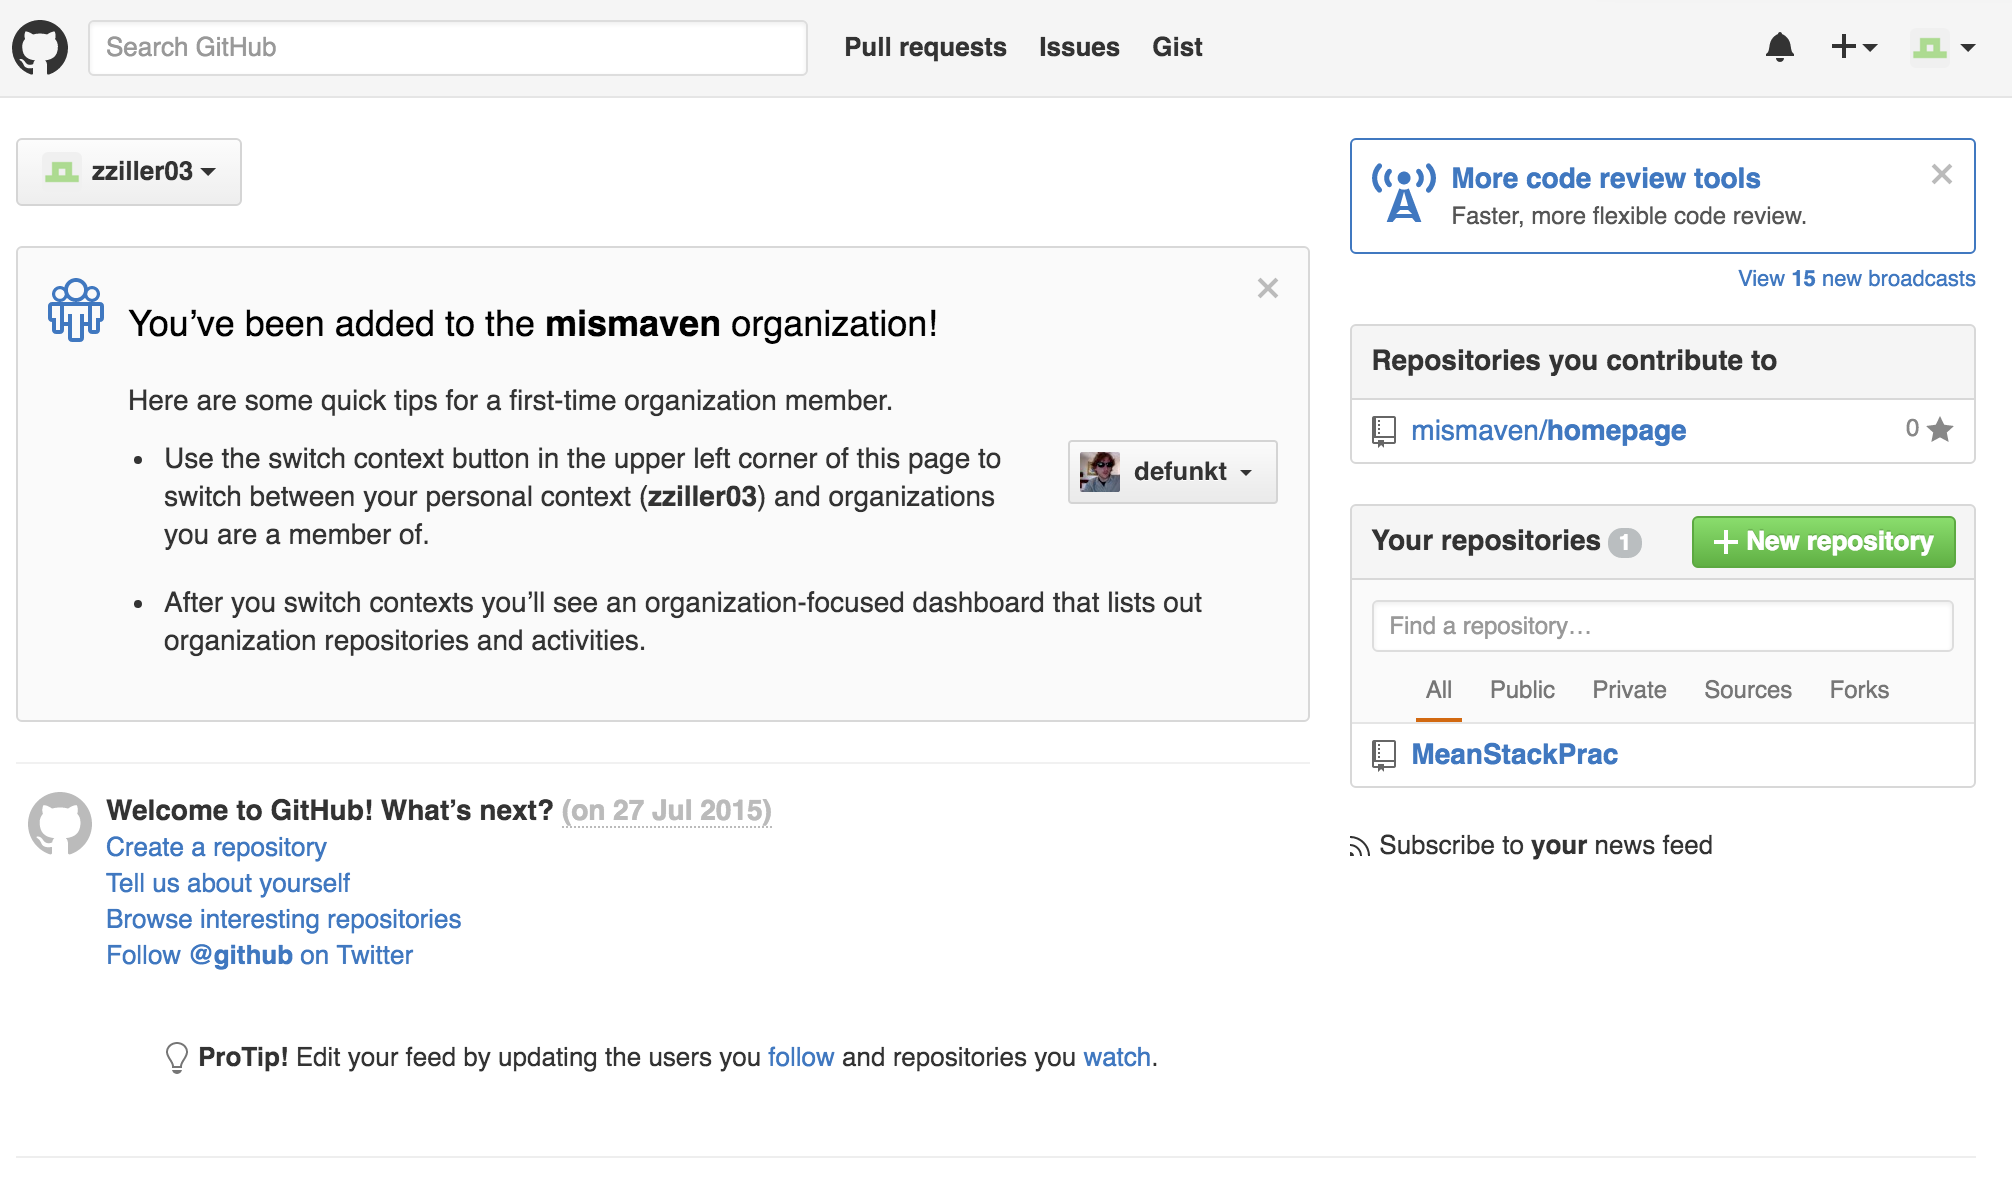 Search GitHub
Pull requests
Issues
Gist
zziller03
You’ve been added to the mismaven organization!
Here are some quick tips for a first-time organization member.
• Use the switch context button in the upper left corner of this page to
switch between your personal context (zziller03) and organizations
you are a member of.
defunkt
• After you switch contexts you’ll see an organization-focused dashboard that lists out
organization repositories and activities.
Welcome to GitHub! What’s next? (on 27 Jul 2015)
Create a repository
Tell us about yourself
Browse interesting repositories
Follow @github on Twitter
ProTip! Edit your feed by updating the users you follow and repositories you watch.
More code review tools
Faster, more flexible code review.
View 15 new broadcasts
Repositories you contribute to
mismaven/homepage 0
Your repositories 1
New repository
Find a repository…
All Public Private Sources Forks
MeanStackPrac
Subscribe to your news feed